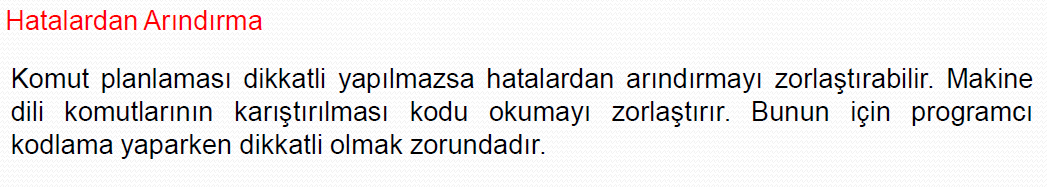 Hatalardan Arındırma
Komut planlaması dikkatli yapılmazsa hatalardan arındırmayı zorlaştırabilir. Makine
dili komutlarının karıştırılması kodu okumayı zorlaştırır. Bunun için programcı
kodlama yaparken dikkatli olmak zorundadır.